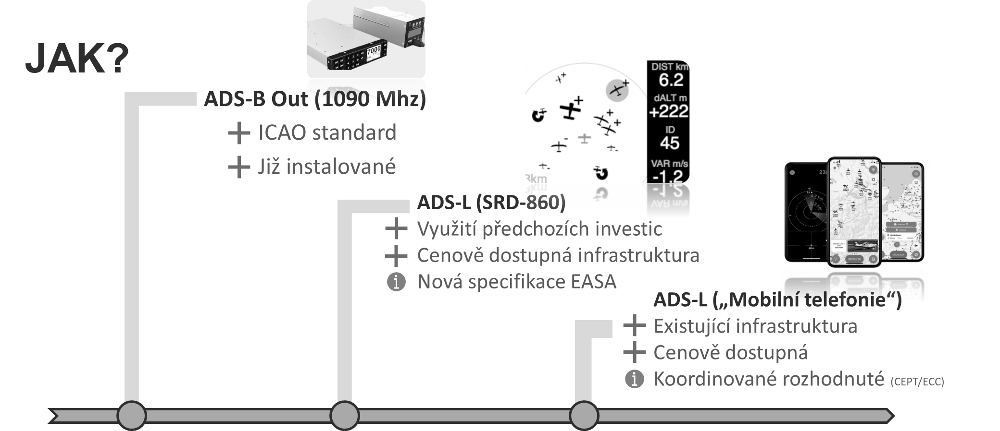 JAK?
7000
ADS-B Out (1090 Mhz)
ICAO standard
Již instalované
DIST km
6.2
dALT m
+222
ID
45
VAR m/s
-1.2
3km
ADS-L (SRD-860)
Využití předchozích investic
Cenově dostupná infrastruktura
Nová specifikace EASA
DÉCOLLER
DÉCOLLER
ADS-L („Mobilní telefonie“)
Existující infrastruktura
Cenově dostupná
Koordinované rozhodnuté (CEPT/ECC)